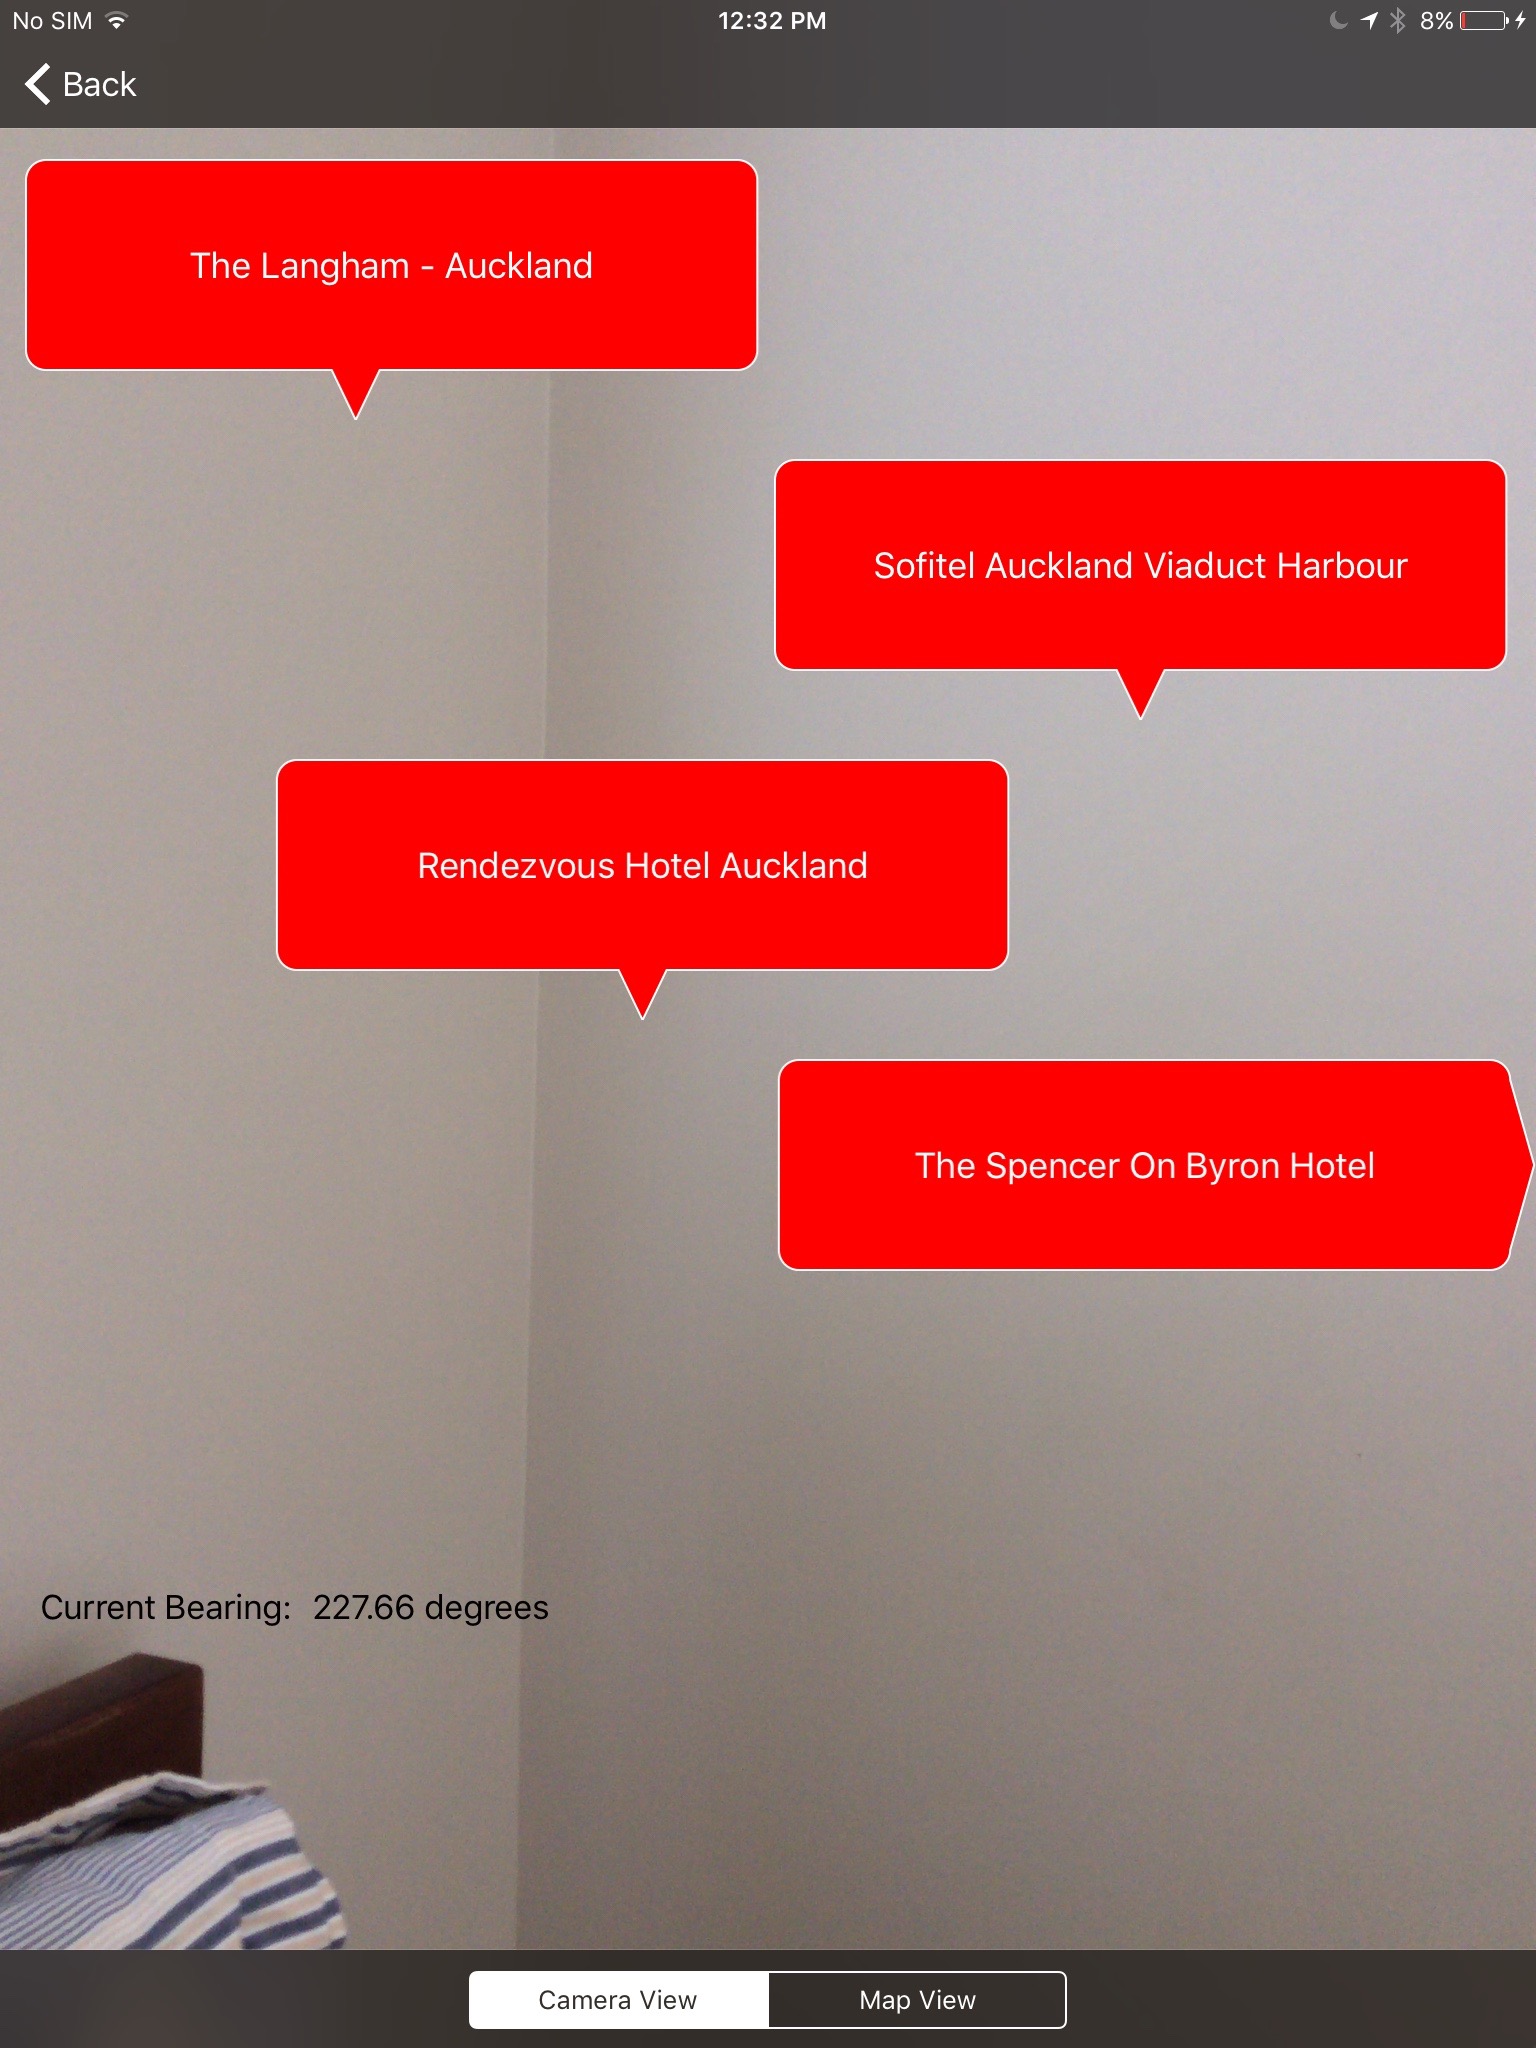 No SIM 12:32 PM 8%
Back
The Langham - Auckland
Sofitel Auckland Viaduct Harbour
Rendezvous Hotel Auckland
The Spencer On Byron Hotel
Current Bearing: 227.66 degrees
Camera View Map View